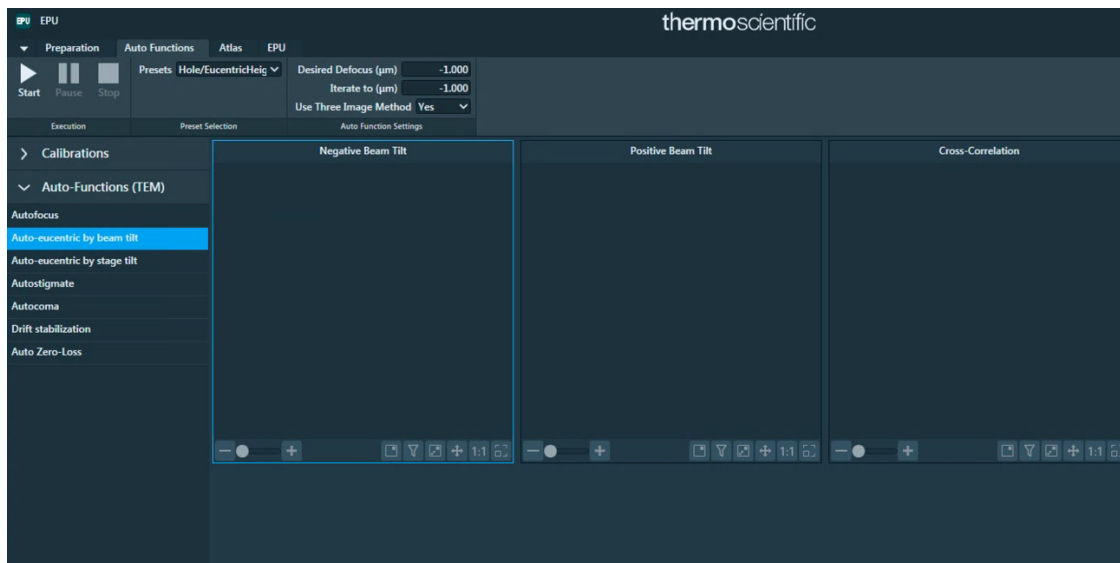 EPU EPU
thermoscientific
Preparation Auto Functions Atlas EPU
Start Pause Stop
Presets Hole/EucentricHeig
Desired Defocus (μm) -1.000
Iterate to (μm) -1.000
Use Three Image Method Yes
Execution Preset Selection Auto Function Settings
Calibrations
Auto-Functions (TEM)
Autofocus
Auto-eucentric by beam tilt
Auto-eucentric by stage tilt
Autostigmate
Autocoma
Drift stabilization
Auto Zero-Loss
Negative Beam Tilt
1:1
Positive Beam Tilt
1:1
Cross-Correlation
1:1